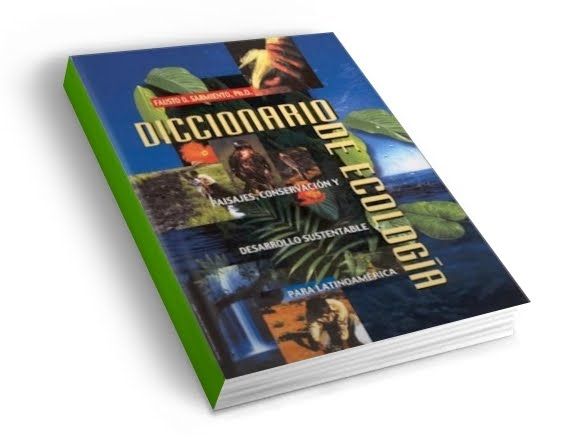 FAUSTO O. SARMIENTO, Ph.D.
DICCIONARIO
DE ECOLOGÍA
PAISAJES, CONSERVACIÓN Y
DESARROLLO SUSTENTABLE
PARA LATINOAMÉRICA